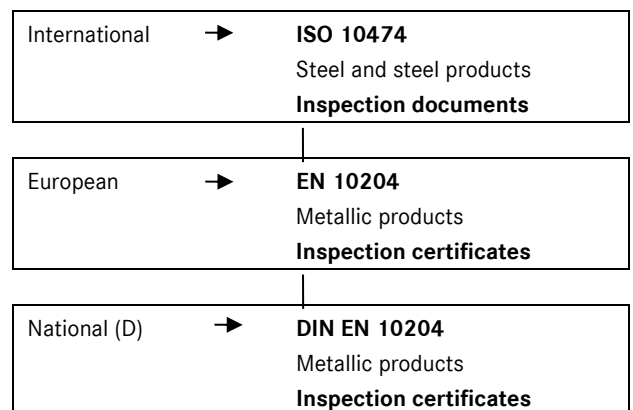 International → ISO 10474
Steel and steel products
Inspection documents
European → EN 10204
Metallic products
Inspection certificates
National (D) → DIN EN 10204
Metallic products
Inspection certificates